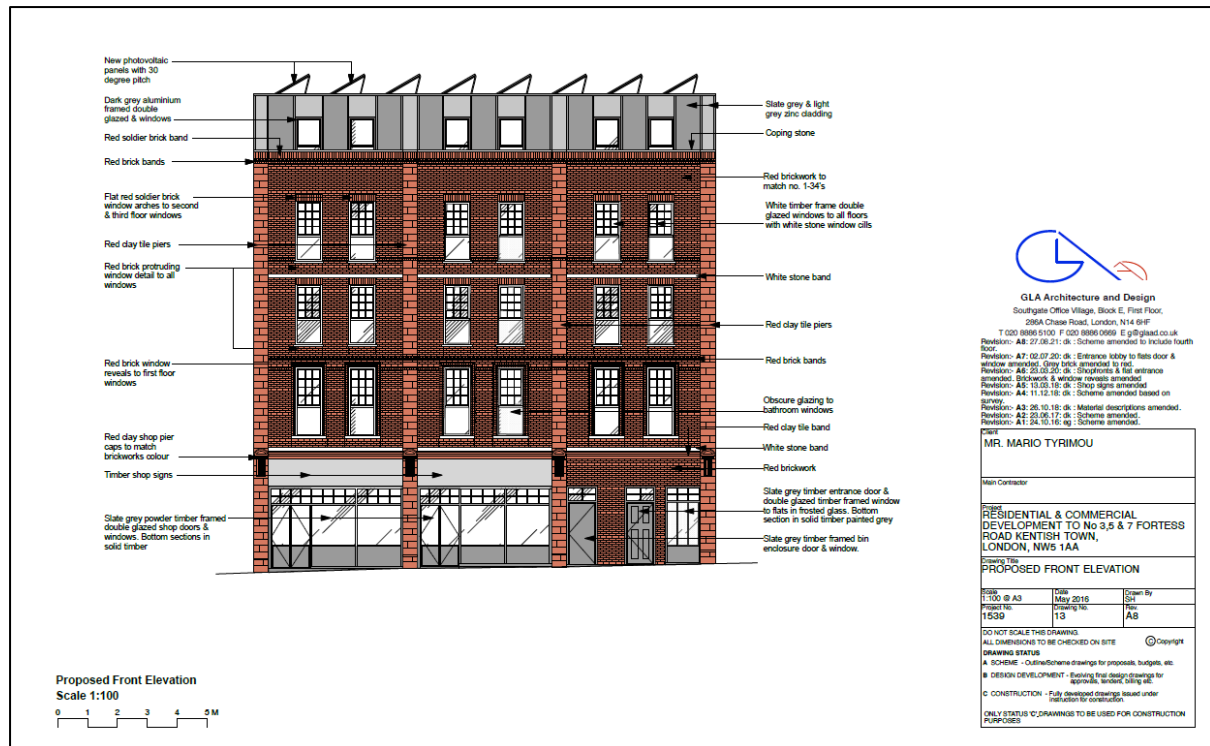 New photovoltaic
panels with 30
degree pitch
Dark grey aluminium
framed double
glazed & windows
Red soldier brick band
Red brick bands
Flat red soldier brick
window arches to second
& third floor windows
Red clay tile piers
Red brick protruding
window detail to all
windows
Red brick window
reveals to first floor
windows
Red clay shop pier
caps to match
brickworks colour
Timber shop signs
Slate grey powder timber framed
double glazed shop doors &
windows. Bottom sections in
solid timber
Slate grey & light
grey zinc cladding
Coping stone
Red brickwork to
match no. 1-34's
White timber frame double
glazed windows to all floors
with white stone window cills
White stone band
Red clay tile piers
Red brick bands
Obscure glazing to
bathroom windows
Red clay tile band
White stone band
Red brickwork
Slate grey timber entrance door &
double glazed timber framed window
to flats in frosted glass. Bottom
section in solid timber painted grey
Slate grey timber framed bin
enclosure door & window.
Proposed Front Elevation
Scale 1:100
0 1 2 3 4 5 M
GLA Architecture and Design
Southgate Office Village, Block E, First Floor,
286A Chase Road, London, N14 6HF
T 020 8886 5100 F 020 8886 0669 E g@glaad.co.uk
Revision:- A8: 27.08.21: dk : Scheme amended to include fourth
floor.
Revision:- A7: 02.07.20: dk : Entrance lobby to flats door &
window amended. Grey brick amended to red.
Revision:- A6: 23.03.20: dk : Shopfronts & flat entrance
amended. Brickwork & window reveals amended
Revision:- A5: 13.03.18: dk : Shop signs amended
Revision:- A4: 11.12.18: dk : Scheme amended based on
survey.
Revision:- A3: 26.10.18: dk : Material descriptions amended.
Revision:- A2: 23.06.17: dk : Scheme amended.
Revision:- A1: 24.10.16: eg : Scheme amended.
Client
MR. MARIO TYRIMOU
Main Contractor
Project
RESIDENTIAL & COMMERCIAL
DEVELOPMENT TO No 3,5 & 7 FORTESS
ROAD KENTISH TOWN,
LONDON, NW5 1AA
Drawing Title
PROPOSED FRONT ELEVATION
Scale Date Drawn By
1:100 @ A3 May 2016 SH
Project No. Drawing No. Rev.
1539 13 A8
DO NOT SCALE THIS DRAWING.
ALL DIMENSIONS TO BE CHECKED ON SITE © Copyright
DRAWING STATUS
A SCHEME - Outline/Scheme drawings for proposals, budgets, etc.
B DESIGN DEVELOPMENT - Evolving final design drawings for
approvals, tenders, billing etc.
C CONSTRUCTION - Fully developed drawings issued under
instruction for construction.
ONLY STATUS 'C' DRAWINGS TO BE USED FOR CONSTRUCTION
PURPOSES